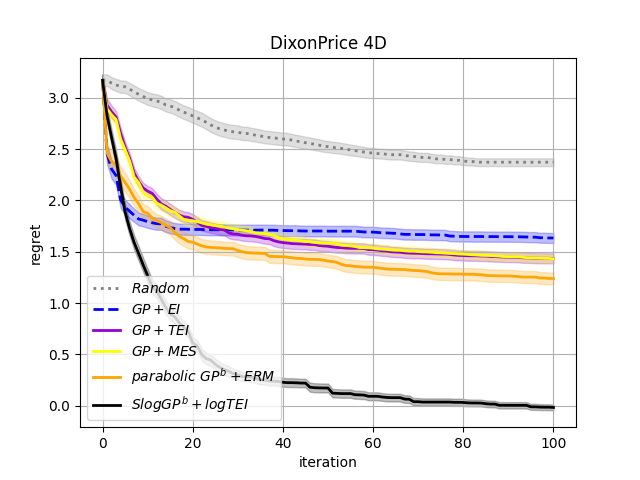 DixonPrice 4D
3.0
2.5
2.0
1.5
1.0
0.5
0.0
regret
Random
GP + EI
GP + TEI
GP + MES
parabolic GP^b + ERM
SlogGP^b + logTEI
0 20 40 60 80 100
iteration